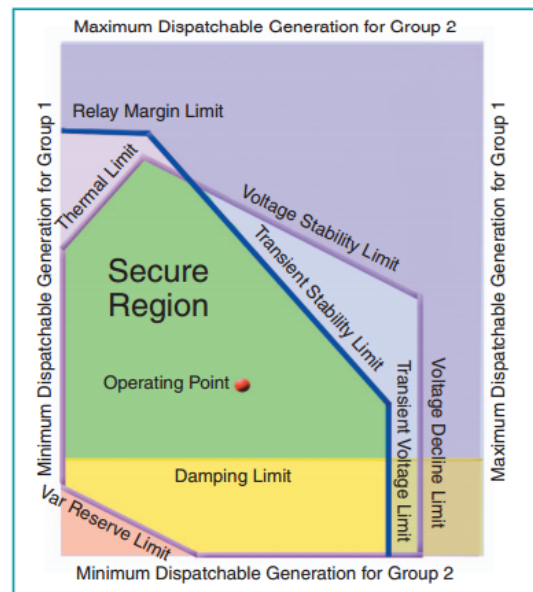 Maximum Dispatchable Generation for Group 2
Minimum Dispatchable Generation for Group 1
Maximum Dispatchable Generation for Group 1
Relay Margin Limit
Thermal Limit
Voltage Stability Limit
Transient Stability Limit
Secure
Region
Operating Point
Transient Voltage Limit
Voltage Decline Limit
Damping Limit
Var Reserve Limit
Minimum Dispatchable Generation for Group 2